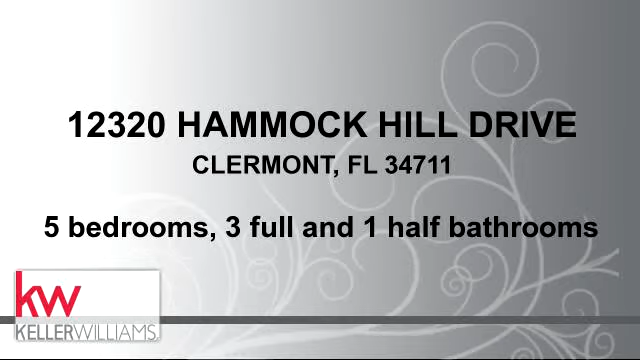 12320 HAMMOCK HILL DRIVE
CLERMONT, FL 34711
5 bedrooms, 3 full and 1 half bathrooms
kw
KELLERWILLIAMS.